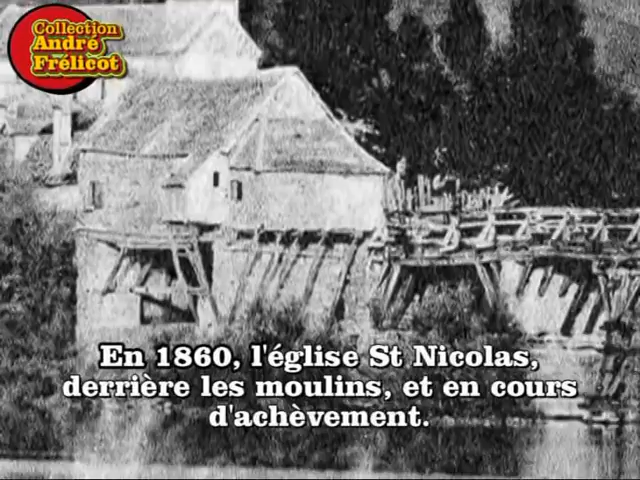 Collection
André
Frélicot
En 1860, l'église St Nicolas,
derrière les moulins, et en cours
d'achèvement.